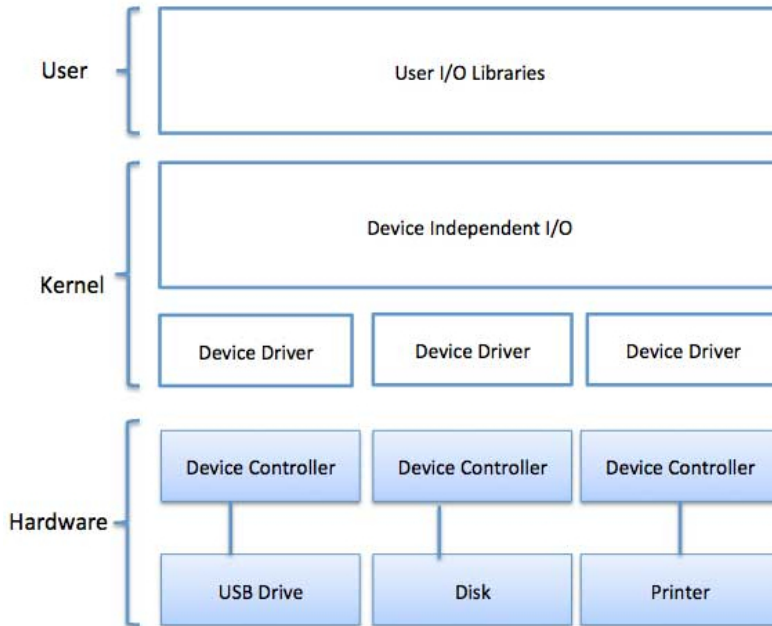 User
User I/O Libraries
Kernel
Device Independent I/O
Device Driver
Device Driver
Device Driver
Hardware
Device Controller
Device Controller
Device Controller
USB Drive
Disk
Printer